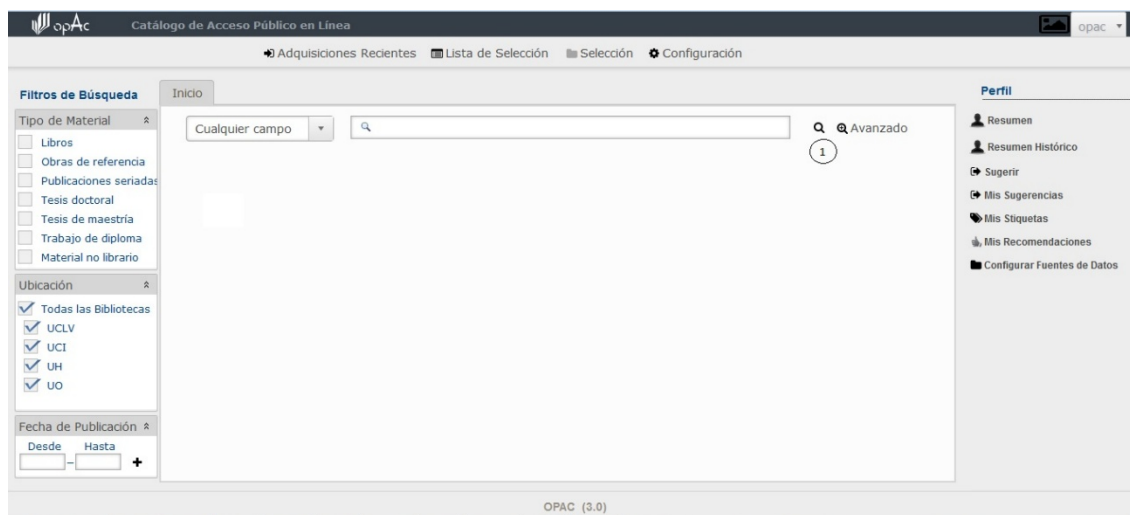 opAc Catálogo de Acceso Público en Línea opac
Adquisiciones Recientes Lista de Selección Selección Configuración
Filtros de Búsqueda
Tipo de Material
Libros
Obras de referencia
Publicaciones seriadas
Tesis doctoral
Tesis de maestría
Trabajo de diploma
Material no librario
Ubicación
Todas las Bibliotecas
UCLV
UCI
UH
UO
Fecha de Publicación
Desde Hasta
–
Inicio
Cualquier campo Avanzado
1
Perfil
Resumen
Resumen Histórico
Sugerir
Mis Sugerencias
Mis Stiquetas
Mis Recomendaciones
Configurar Fuentes de Datos
OPAC (3.0)